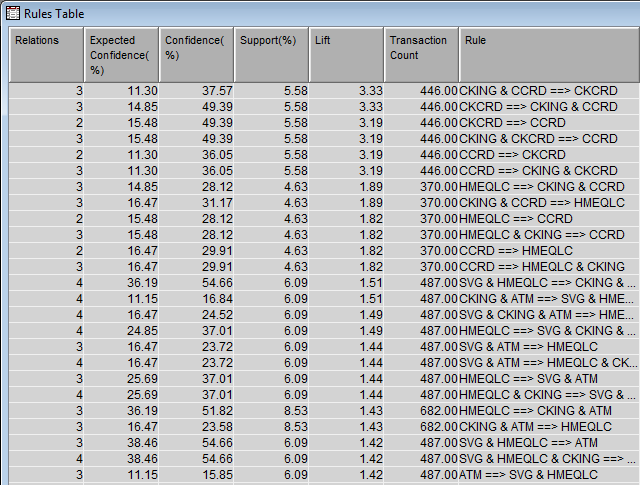 Rules Table
Relations Expected Confidence(%) Confidence(%) Support(%) Lift Transaction Count Rule
3 11.30 37.57 5.58 3.33 446.00 CKING & CCRD ==> CKCRD
3 14.85 49.39 5.58 3.33 446.00 CKCRD ==> CKING & CCRD
2 15.48 49.39 5.58 3.19 446.00 CKCRD ==> CCRD
3 15.48 49.39 5.58 3.19 446.00 CKING & CKCRD ==> CCRD
2 11.30 36.05 5.58 3.19 446.00 CCRD ==> CKCRD
3 11.30 36.05 5.58 3.19 446.00 CCRD ==> CKING & CKCRD
3 14.85 28.12 4.63 1.89 370.00 HMEQLC ==> CKING & CCRD
3 16.47 31.17 4.63 1.89 370.00 CKING & CCRD ==> HMEQLC
2 15.48 28.12 4.63 1.82 370.00 HMEQLC ==> CCRD
3 15.48 28.12 4.63 1.82 370.00 HMEQLC & CKING ==> CCRD
2 16.47 29.91 4.63 1.82 370.00 CCRD ==> HMEQLC
3 16.47 29.91 4.63 1.82 370.00 CCRD ==> HMEQLC & CKING
4 36.19 54.66 6.09 1.51 487.00 SVG & HMEQLC ==> CKING & ...
4 11.15 16.84 6.09 1.51 487.00 CKING & ATM ==> SVG & HME...
4 16.47 24.52 6.09 1.49 487.00 SVG & CKING & ATM ==> HME...
4 24.85 37.01 6.09 1.49 487.00 HMEQLC ==> SVG & CKING & ...
3 16.47 23.72 6.09 1.44 487.00 SVG & ATM ==> HMEQLC
4 16.47 23.72 6.09 1.44 487.00 SVG & ATM ==> HMEQLC & CK...
3 25.69 37.01 6.09 1.44 487.00 HMEQLC ==> SVG & ATM
4 25.69 37.01 6.09 1.44 487.00 HMEQLC & CKING ==> SVG & ...
3 36.19 51.82 8.53 1.43 682.00 HMEQLC ==> CKING & ATM
3 16.47 23.58 8.53 1.43 682.00 CKING & ATM ==> HMEQLC
3 38.46 54.66 6.09 1.42 487.00 SVG & HMEQLC ==> ATM
4 38.46 54.66 6.09 1.42 487.00 SVG & HMEQLC & CKING ==> ...
3 11.15 15.85 6.09 1.42 487.00 ATM ==> SVG & HMEQLC